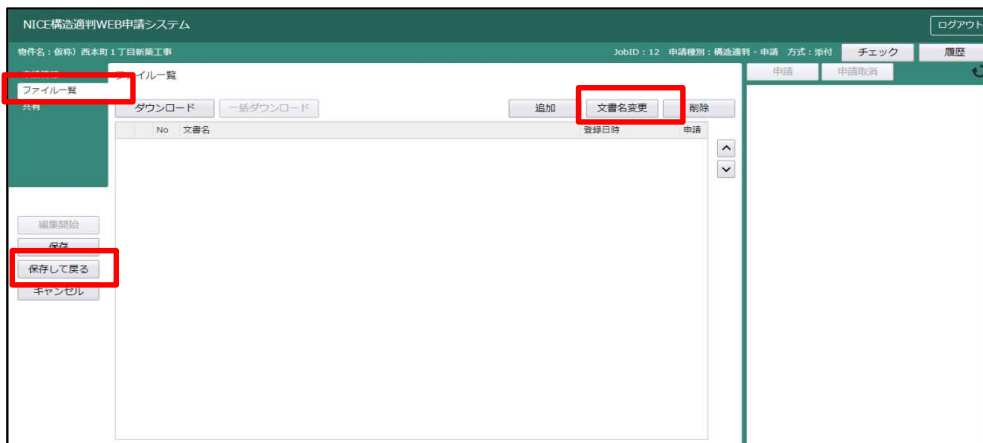 NICE構造適判WEB申請システム
ログアウト
物件名:仮称）西本町１丁目新築工事
JobID：12 申請種別：構造適判 - 申請 方式：添付
チェック
履歴
ファイル一覧
共有
ファイル一覧
申請
申請取消
ダウンロード
一括ダウンロード
追加
文書名変更
削除
No 文書名 登録日時 申請
編集開始
保存
保存して戻る
キャンセル